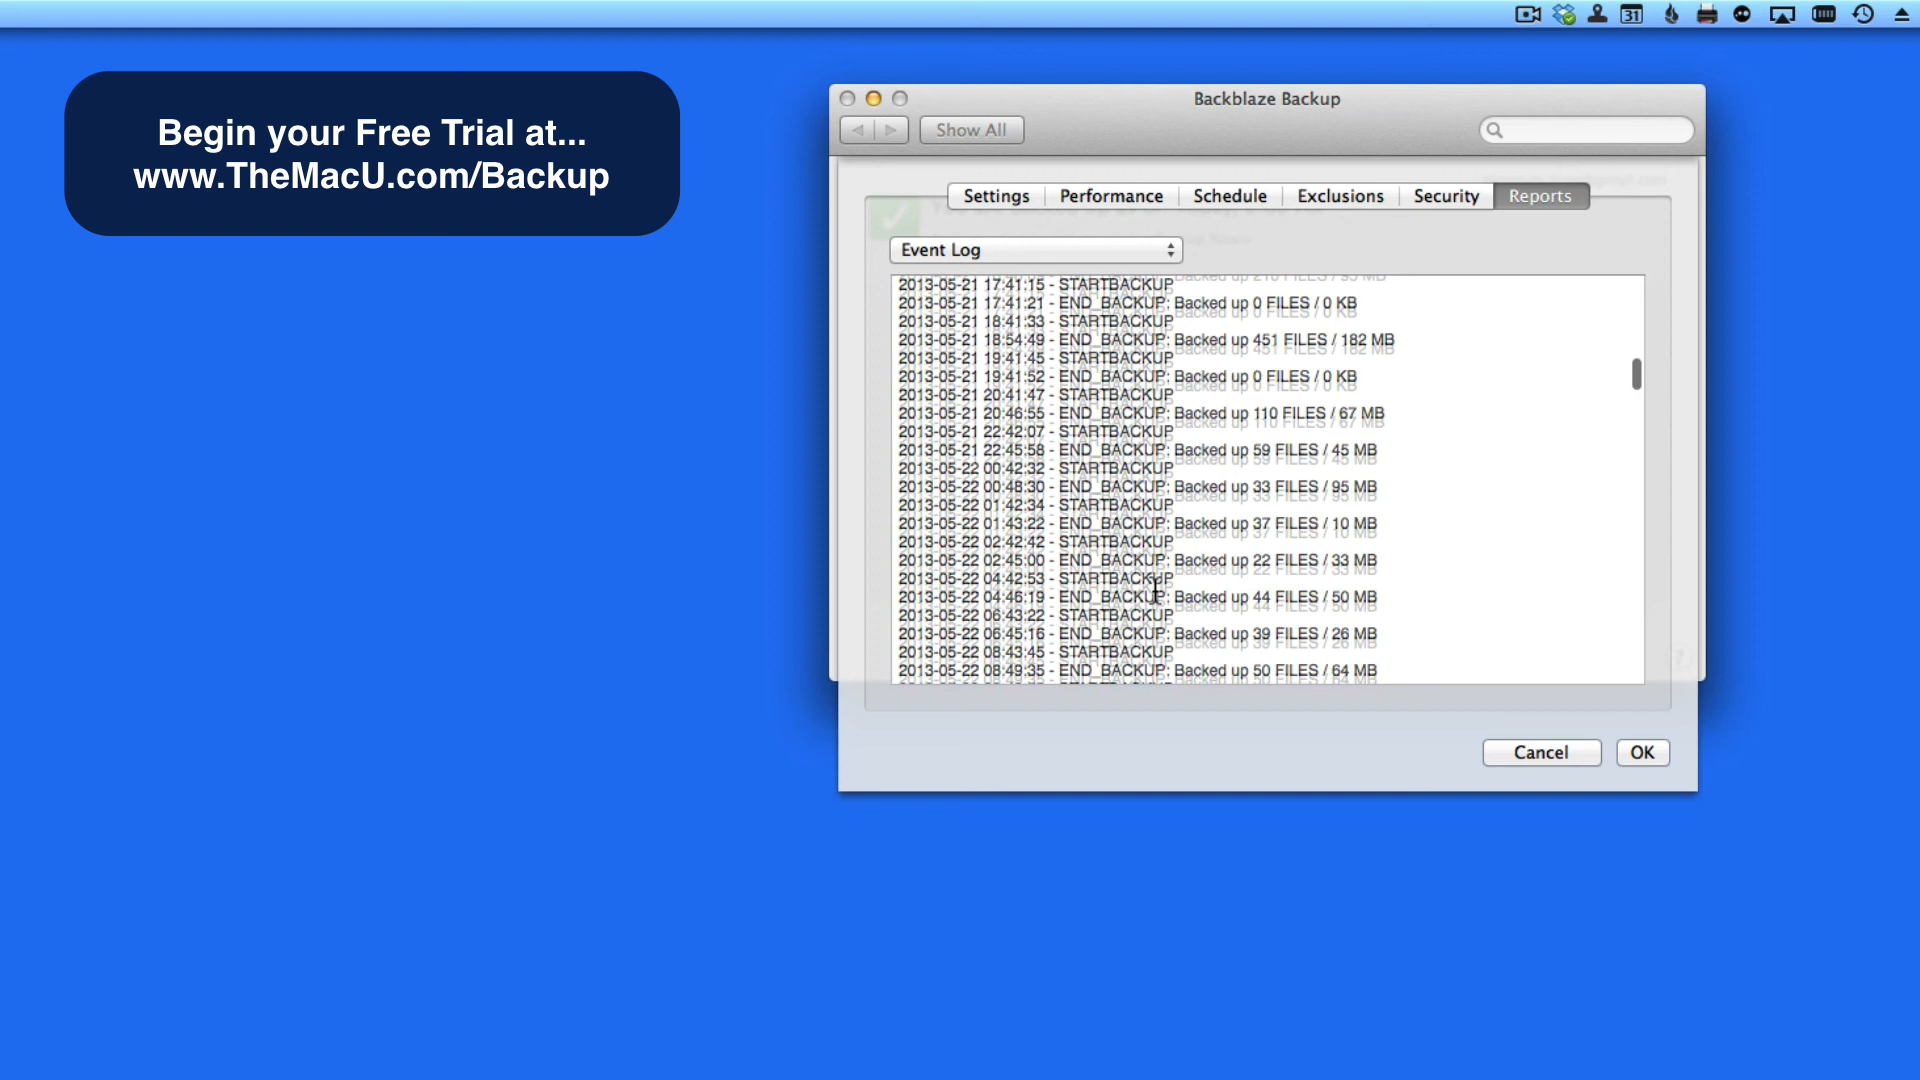 31
Begin your Free Trial at...
www.TheMacU.com/Backup
Backblaze Backup
Show All
Settings
Performance
Schedule
Exclusions
Security
Reports
Event Log
2013-05-21 17:41:15 - STARTBACKUP
2013-05-21 17:41:21 - END_BACKUP: Backed up 0 FILES / 0 KB
2013-05-21 18:41:33 - STARTBACKUP
2013-05-21 18:54:49 - END_BACKUP: Backed up 451 FILES / 182 MB
2013-05-21 19:41:45 - STARTBACKUP
2013-05-21 19:41:52 - END_BACKUP: Backed up 0 FILES / 0 KB
2013-05-21 20:41:47 - STARTBACKUP
2013-05-21 20:46:55 - END_BACKUP: Backed up 110 FILES / 67 MB
2013-05-21 22:42:07 - STARTBACKUP
2013-05-21 22:45:58 - END_BACKUP: Backed up 59 FILES / 45 MB
2013-05-22 00:42:32 - STARTBACKUP
2013-05-22 00:48:30 - END_BACKUP: Backed up 33 FILES / 95 MB
2013-05-22 01:42:34 - STARTBACKUP
2013-05-22 01:43:22 - END_BACKUP: Backed up 37 FILES / 10 MB
2013-05-22 02:42:42 - STARTBACKUP
2013-05-22 02:45:00 - END_BACKUP: Backed up 22 FILES / 33 MB
2013-05-22 04:42:53 - STARTBACKUP
2013-05-22 04:46:19 - END_BACKUP: Backed up 44 FILES / 50 MB
2013-05-22 06:43:22 - STARTBACKUP
2013-05-22 06:45:16 - END_BACKUP: Backed up 39 FILES / 26 MB
2013-05-22 08:43:45 - STARTBACKUP
2013-05-22 08:49:35 - END_BACKUP: Backed up 50 FILES / 64 MB
Cancel
OK